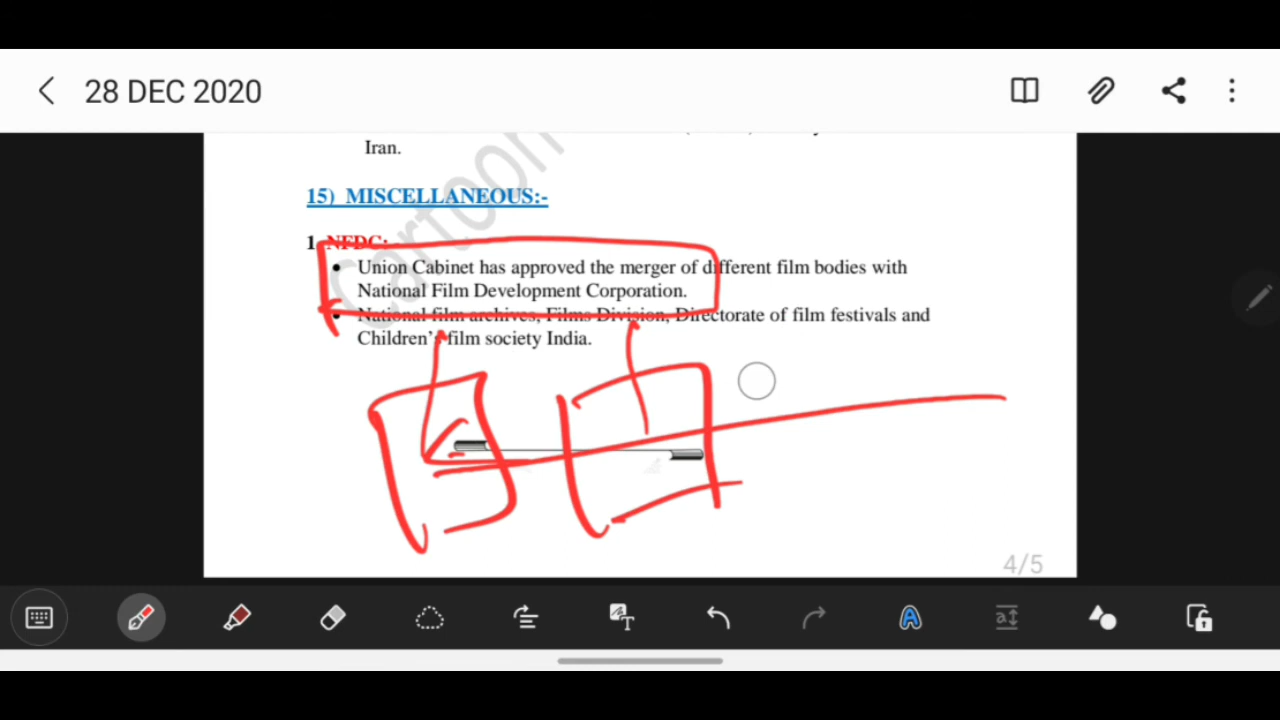 28 DEC 2020
Iran.
15) MISCELLANEOUS:-
1. NFDC:-
• Union Cabinet has approved the merger of different film bodies with
National Film Development Corporation.
• National film archives, Films Division, Directorate of film festivals and
Children's film society India.
Cartoon
4/5